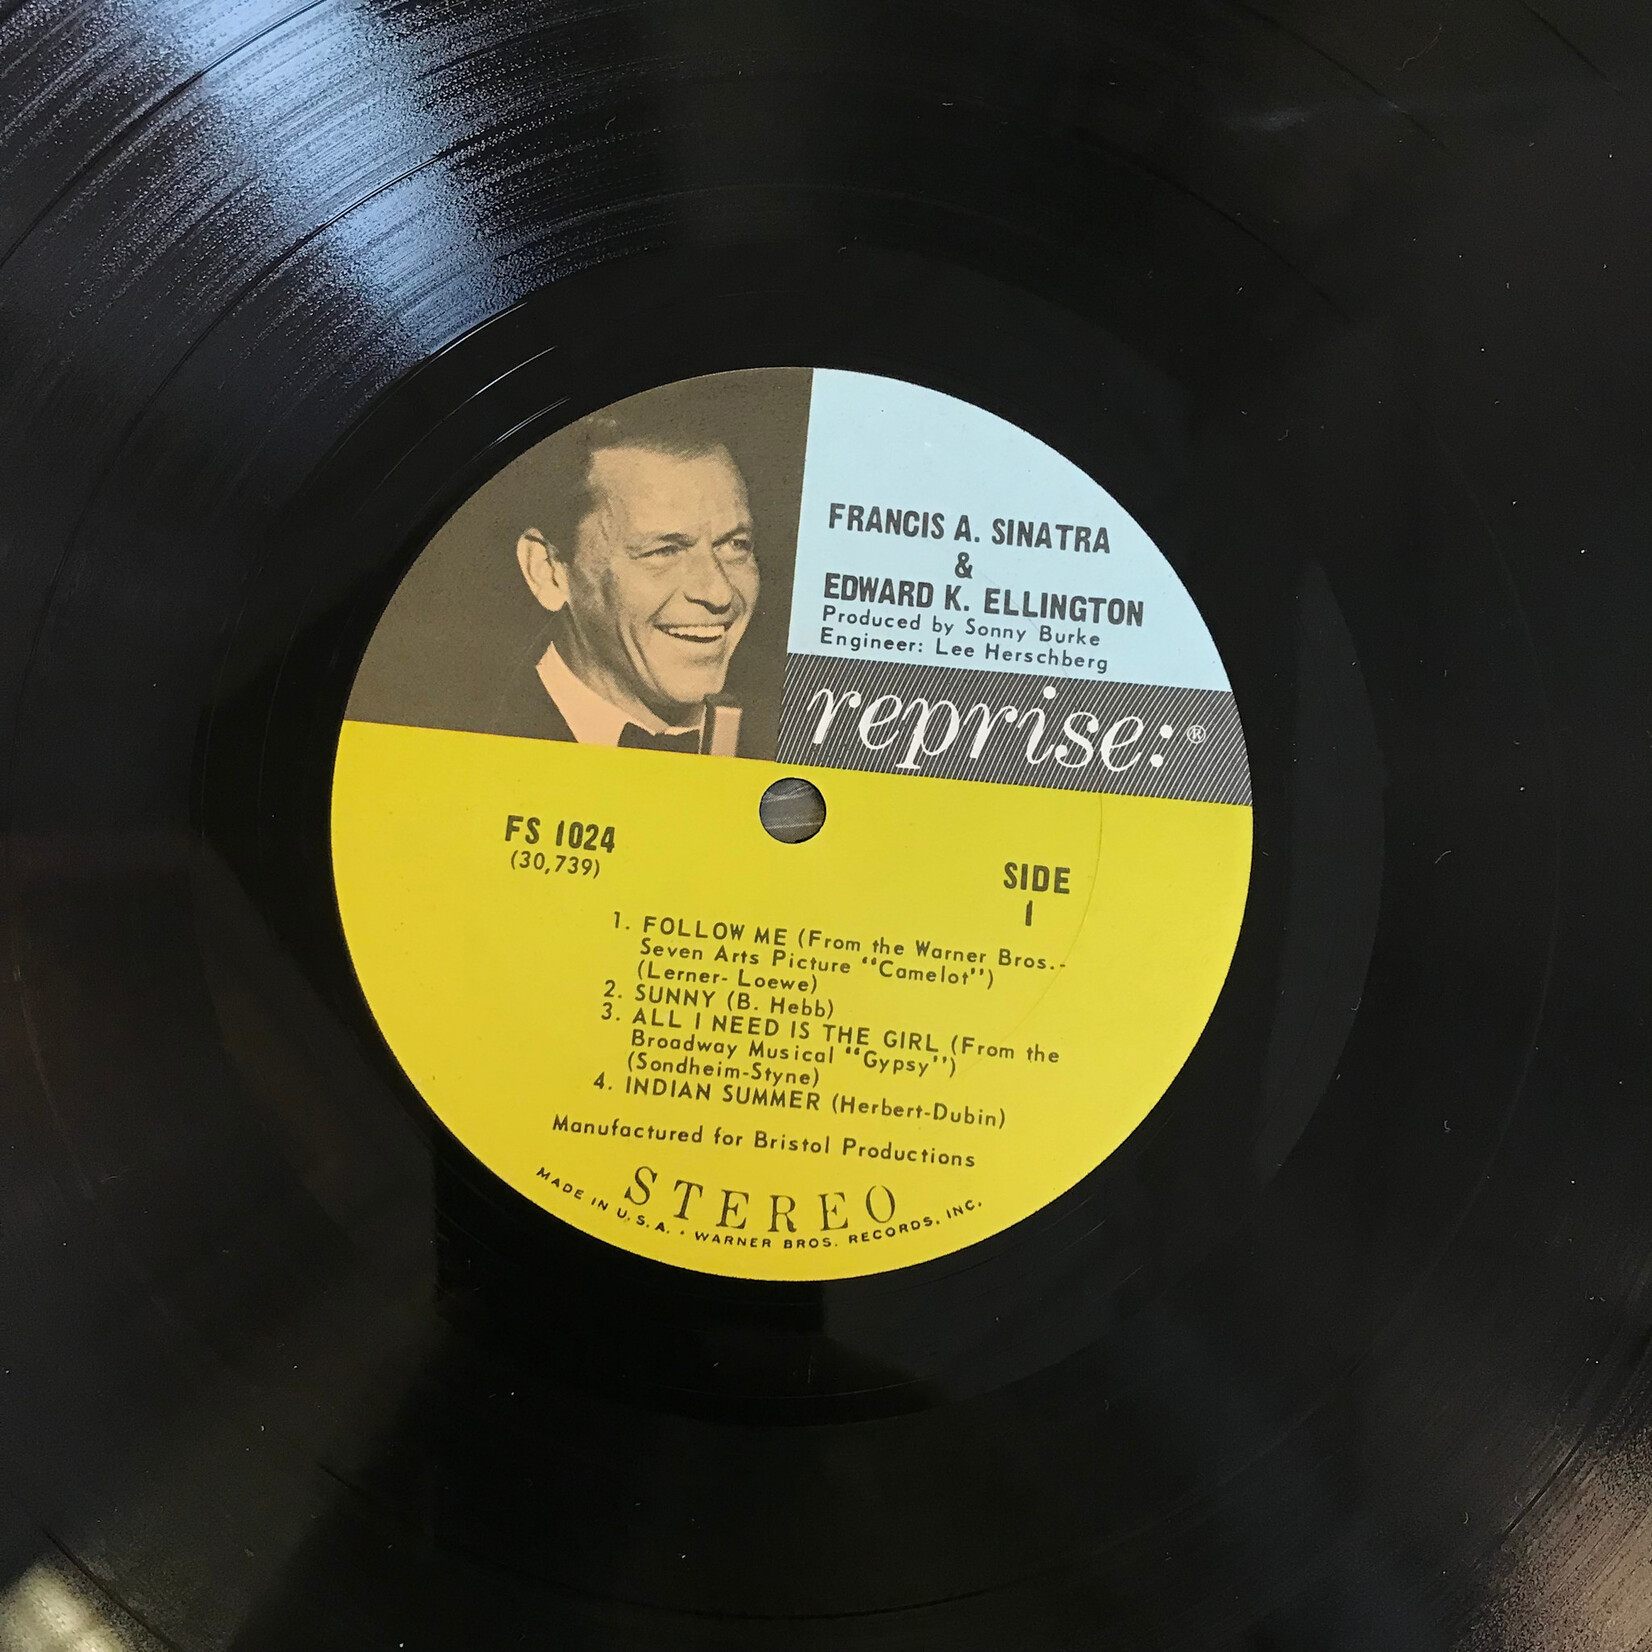 FRANCIS A. SINATRA
&
EDWARD K. ELLINGTON
Produced by Sonny Burke
Engineer: Lee Herschberg
reprise:®
FS 1024
(30,739)
SIDE
1
1. FOLLOW ME (From the Warner Bros.-
Seven Arts Picture "Camelot")
(Lerner- Loewe)
2. SUNNY (B. Hebb)
3. ALL I NEED IS THE GIRL (From the
Broadway Musical "Gypsy")
(Sondheim-Styne)
4. INDIAN SUMMER (Herbert-Dubin)
Manufactured for Bristol Productions
STEREO
MADE IN U.S.A. • WARNER BROS. RECORDS, INC.